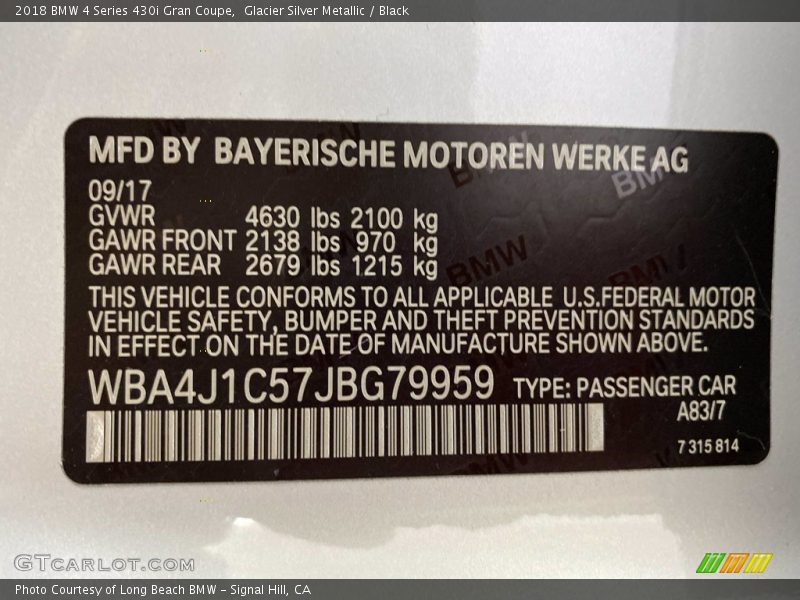 2018 BMW 4 Series 430i Gran Coupe,  Glacier Silver Metallic / Black
MFD BY BAYERISCHE MOTOREN WERKE AG
09/17
GVWR 4630 lbs 2100 kg
GAWR FRONT 2138 lbs 970 kg
GAWR REAR 2679 lbs 1215 kg
THIS VEHICLE CONFORMS TO ALL APPLICABLE U.S.FEDERAL MOTOR
VEHICLE SAFETY, BUMPER AND THEFT PREVENTION STANDARDS
IN EFFECT ON THE DATE OF MANUFACTURE SHOWN ABOVE.
WBA4J1C57JBG79959 TYPE: PASSENGER CAR
A83/7
7 315 814
BMW
GTCARLOT.COM
Photo Courtesy of Long Beach BMW - Signal Hill, CA